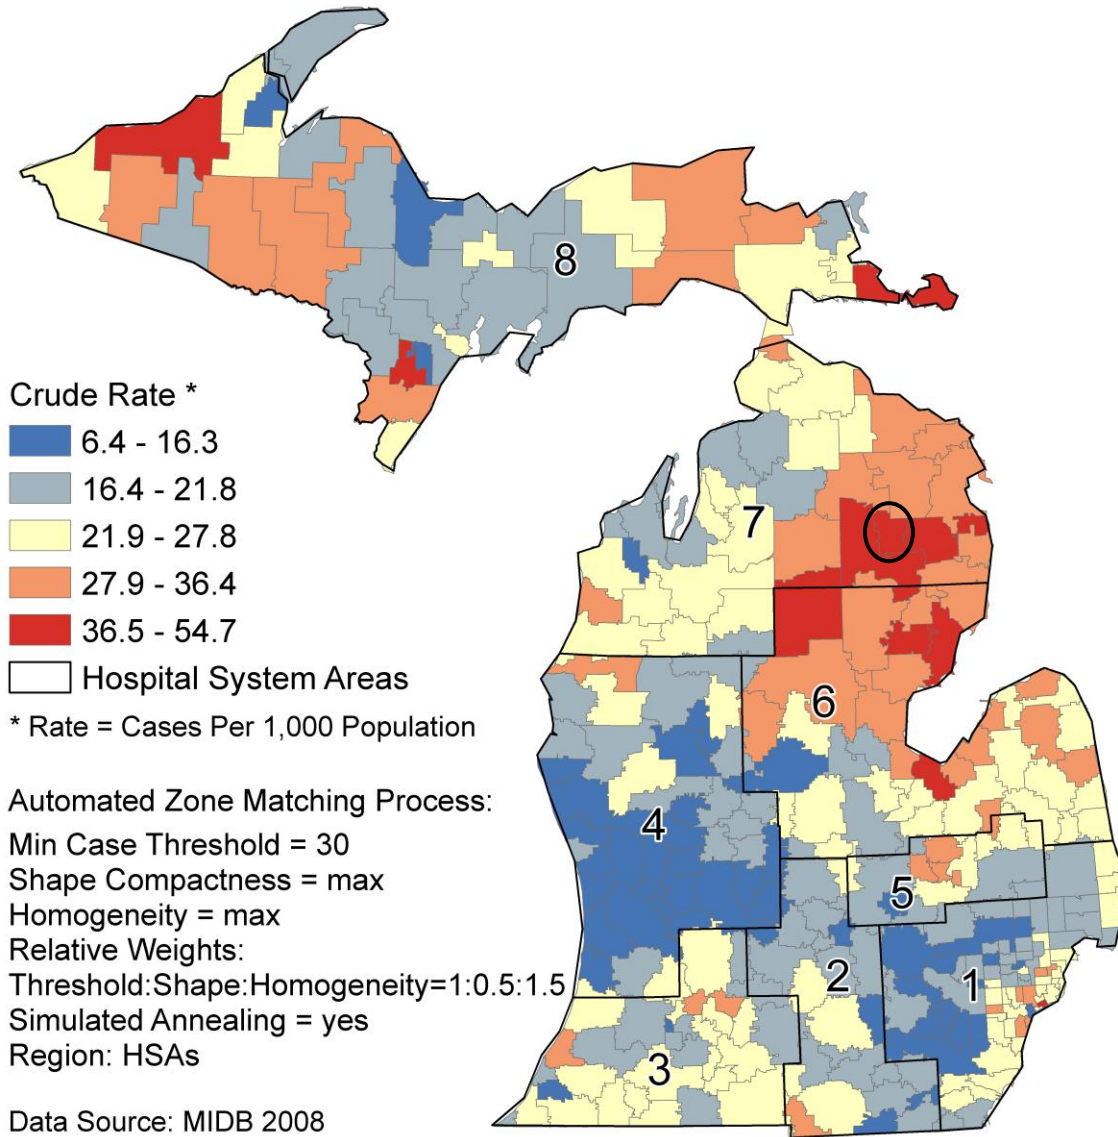 8
Crude Rate *
6.4 - 16.3
16.4 - 21.8
21.9 - 27.8
27.9 - 36.4
36.5 - 54.7
Hospital System Areas
* Rate = Cases Per 1,000 Population
7
6
Automated Zone Matching Process:
Min Case Threshold = 30
Shape Compactness = max
Homogeneity = max
Relative Weights:
Threshold:Shape:Homogeneity=1:0.5:1.5
Simulated Annealing = yes
Region: HSAs
Data Source: MIDB 2008
4
5
2
1
3